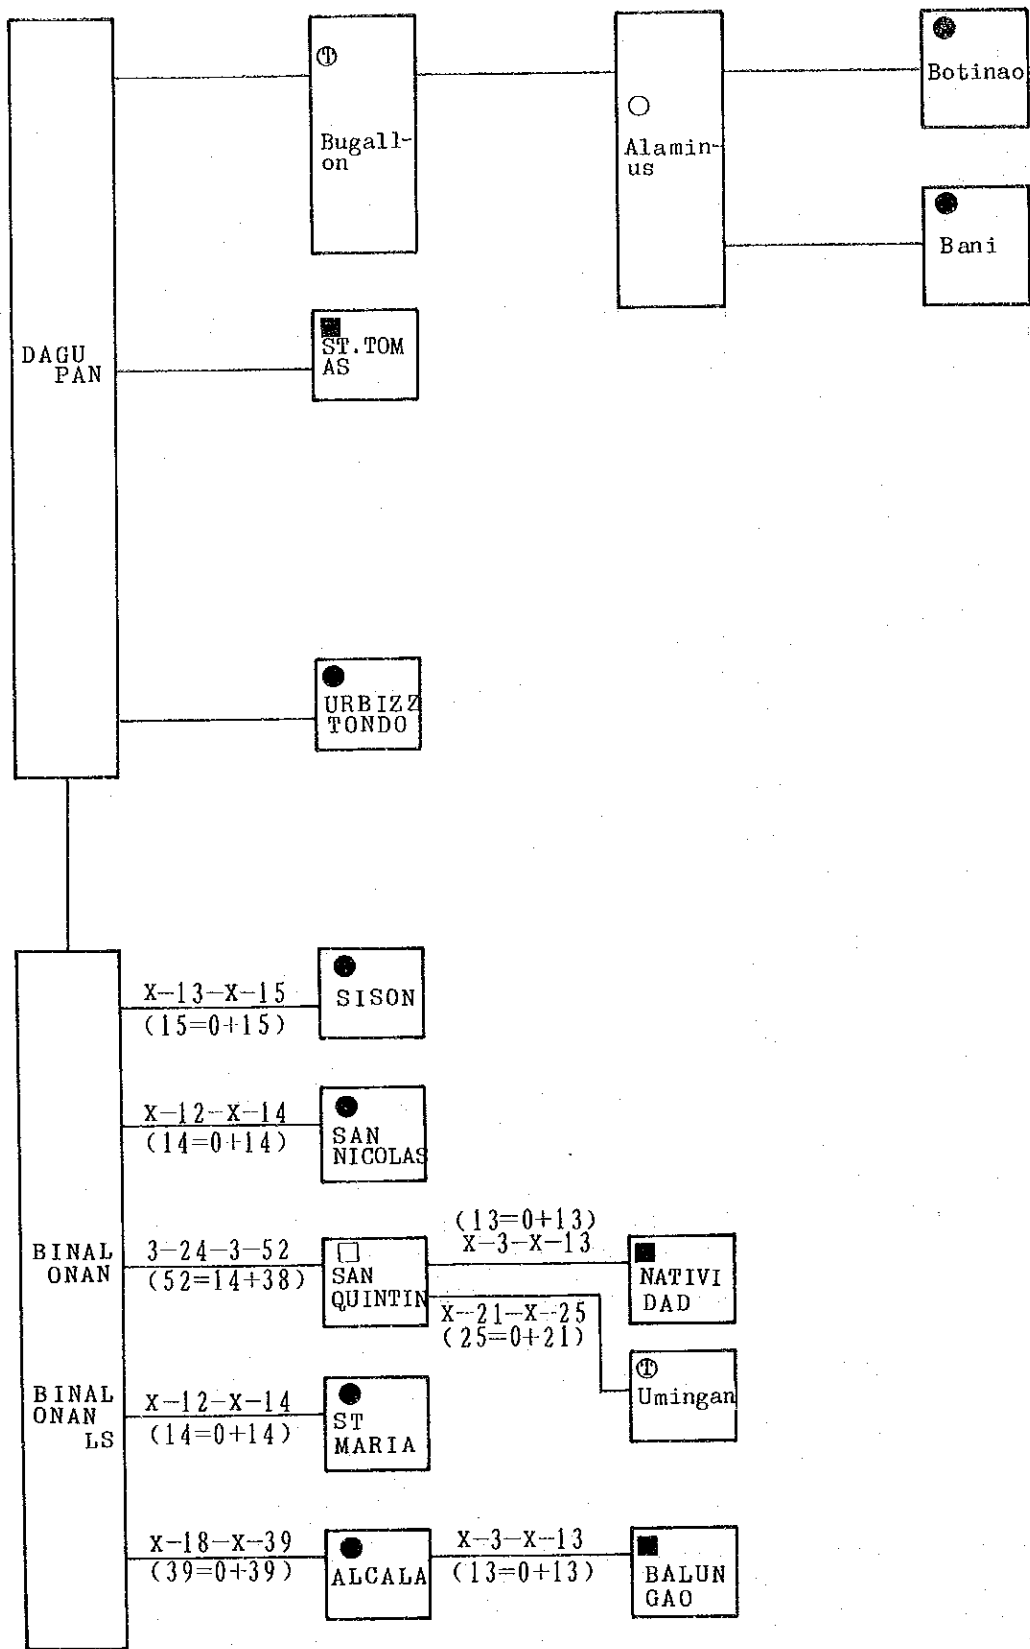 Botinao
Bugall-
on
Alamin-
us
Bani
DAGU
PAN
ST.TOM
AS
URBIZZ
TONDO
X-13-X-15
(15=0+15)
SISON
X-12-X-14
(14=0+14)
SAN
NICOLAS
BINAL
ONAN
3-24-3-52
(52=14+38)
SAN
QUINTIN
(13=0+13)
X-3-X-13
NATIVI
DAD
X-21-X-25
(25=0+21)
Umingan
BINAL
ONAN
LS
X-12-X-14
(14=0+14)
ST
MARIA
X-18-X-39
(39=0+39)
ALCALA
X-3-X-13
(13=0+13)
BALUN
GAO